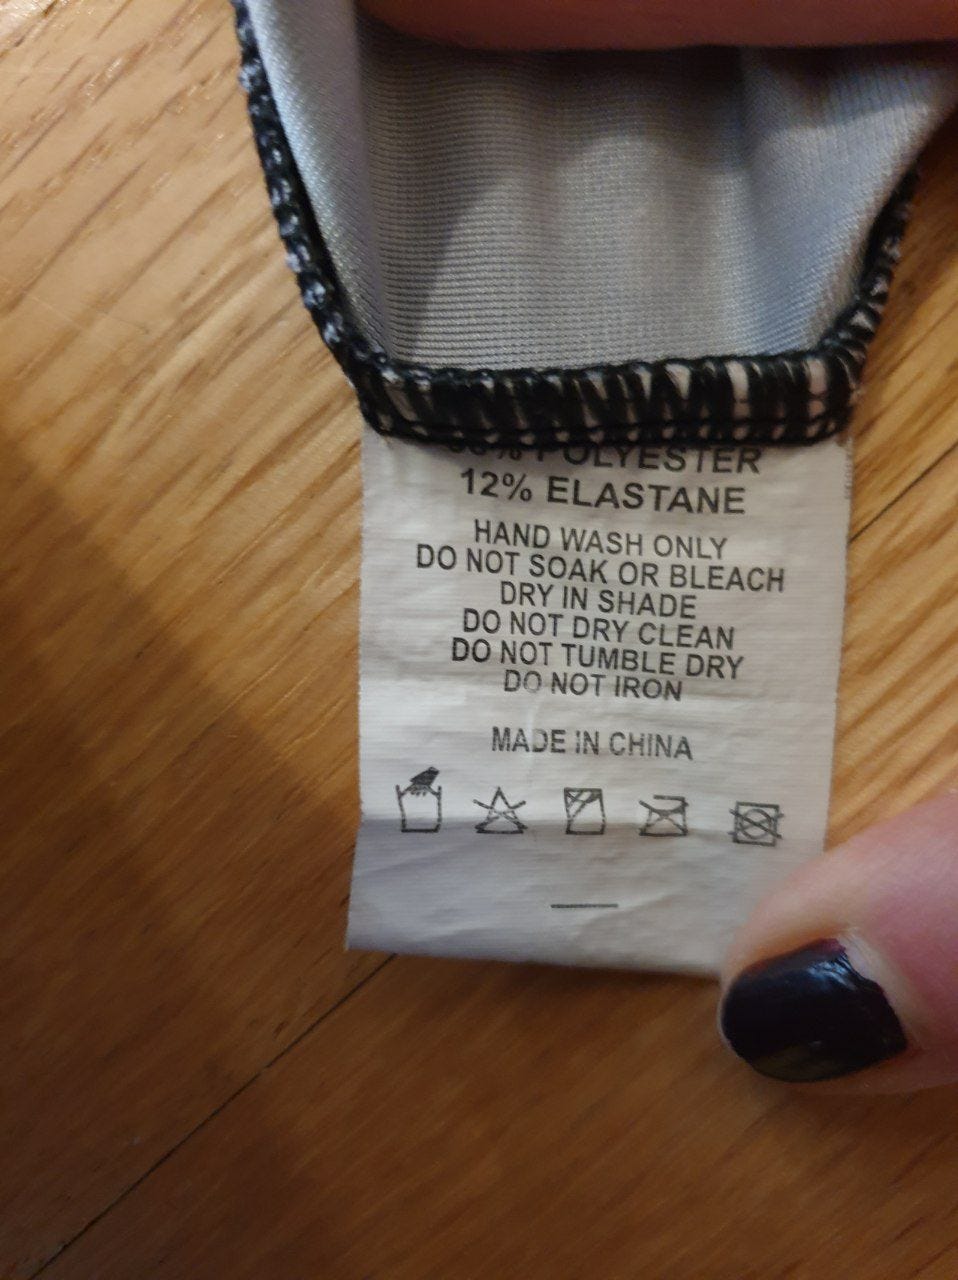 POLYESTER
12% ELASTANE
HAND WASH ONLY
DO NOT SOAK OR BLEACH
DRY IN SHADE
DO NOT DRY CLEAN
DO NOT TUMBLE DRY
DO NOT IRON
MADE IN CHINA